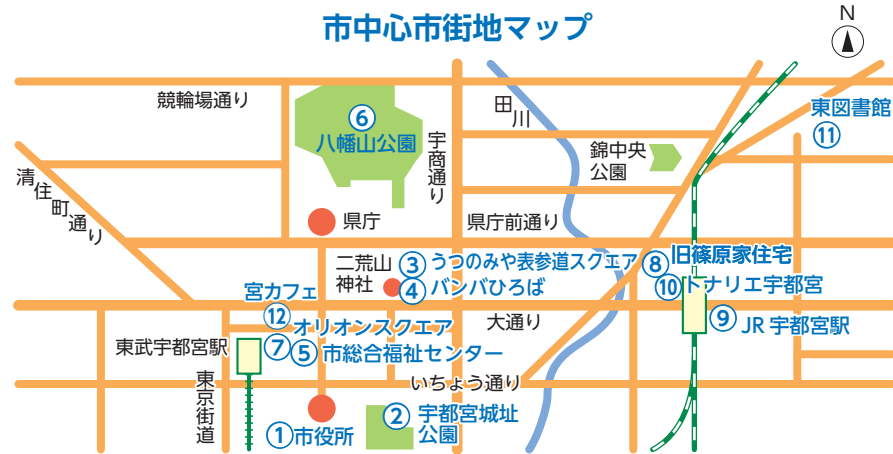 市中心市街地マップ
N
競輪場通り
⑥
八幡山公園
宇商通り
田川
錦中央
公園
東図書館
⑪
清住町通り
県庁
県庁前通り
二荒山
神社
③ うつのみや表参道スクエア
④ バンバひろば
⑧ 旧篠原家住宅
⑩ トナリエ宇都宮
宮カフェ
⑫
オリオンスクエア
大通り
⑨ JR 宇都宮駅
東武宇都宮駅
⑦
⑤ 市総合福祉センター
東京街道
いちょう通り
① 市役所
② 宇都宮城址
公園